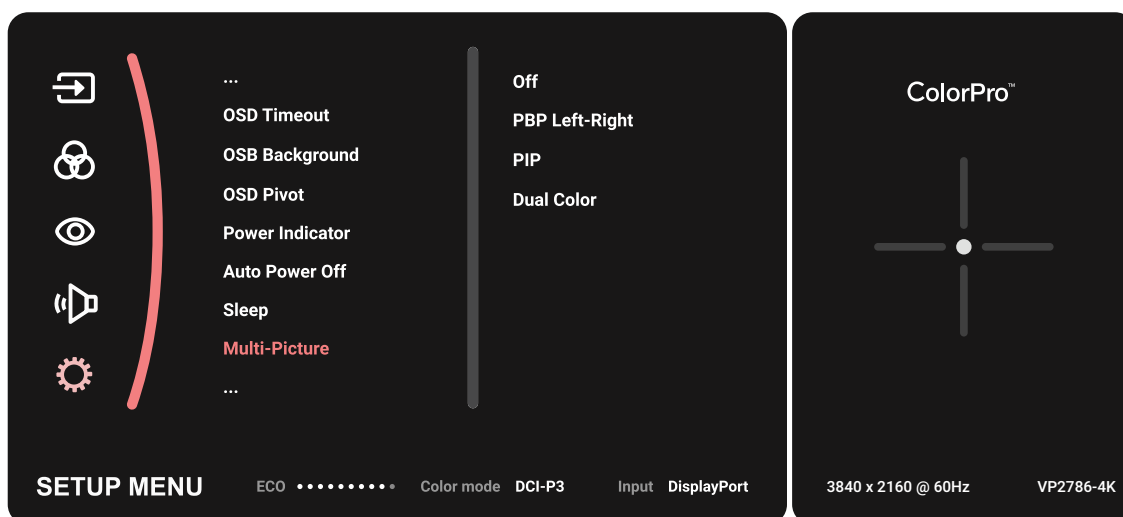 ...
OSD Timeout
OSB Background
OSD Pivot
Power Indicator
Auto Power Off
Sleep
Multi-Picture
...
Off
PBP Left-Right
PIP
Dual Color
SETUP MENU ECO Color mode DCI-P3 Input DisplayPort
ColorPro™
3840 x 2160 @ 60Hz VP2786-4K